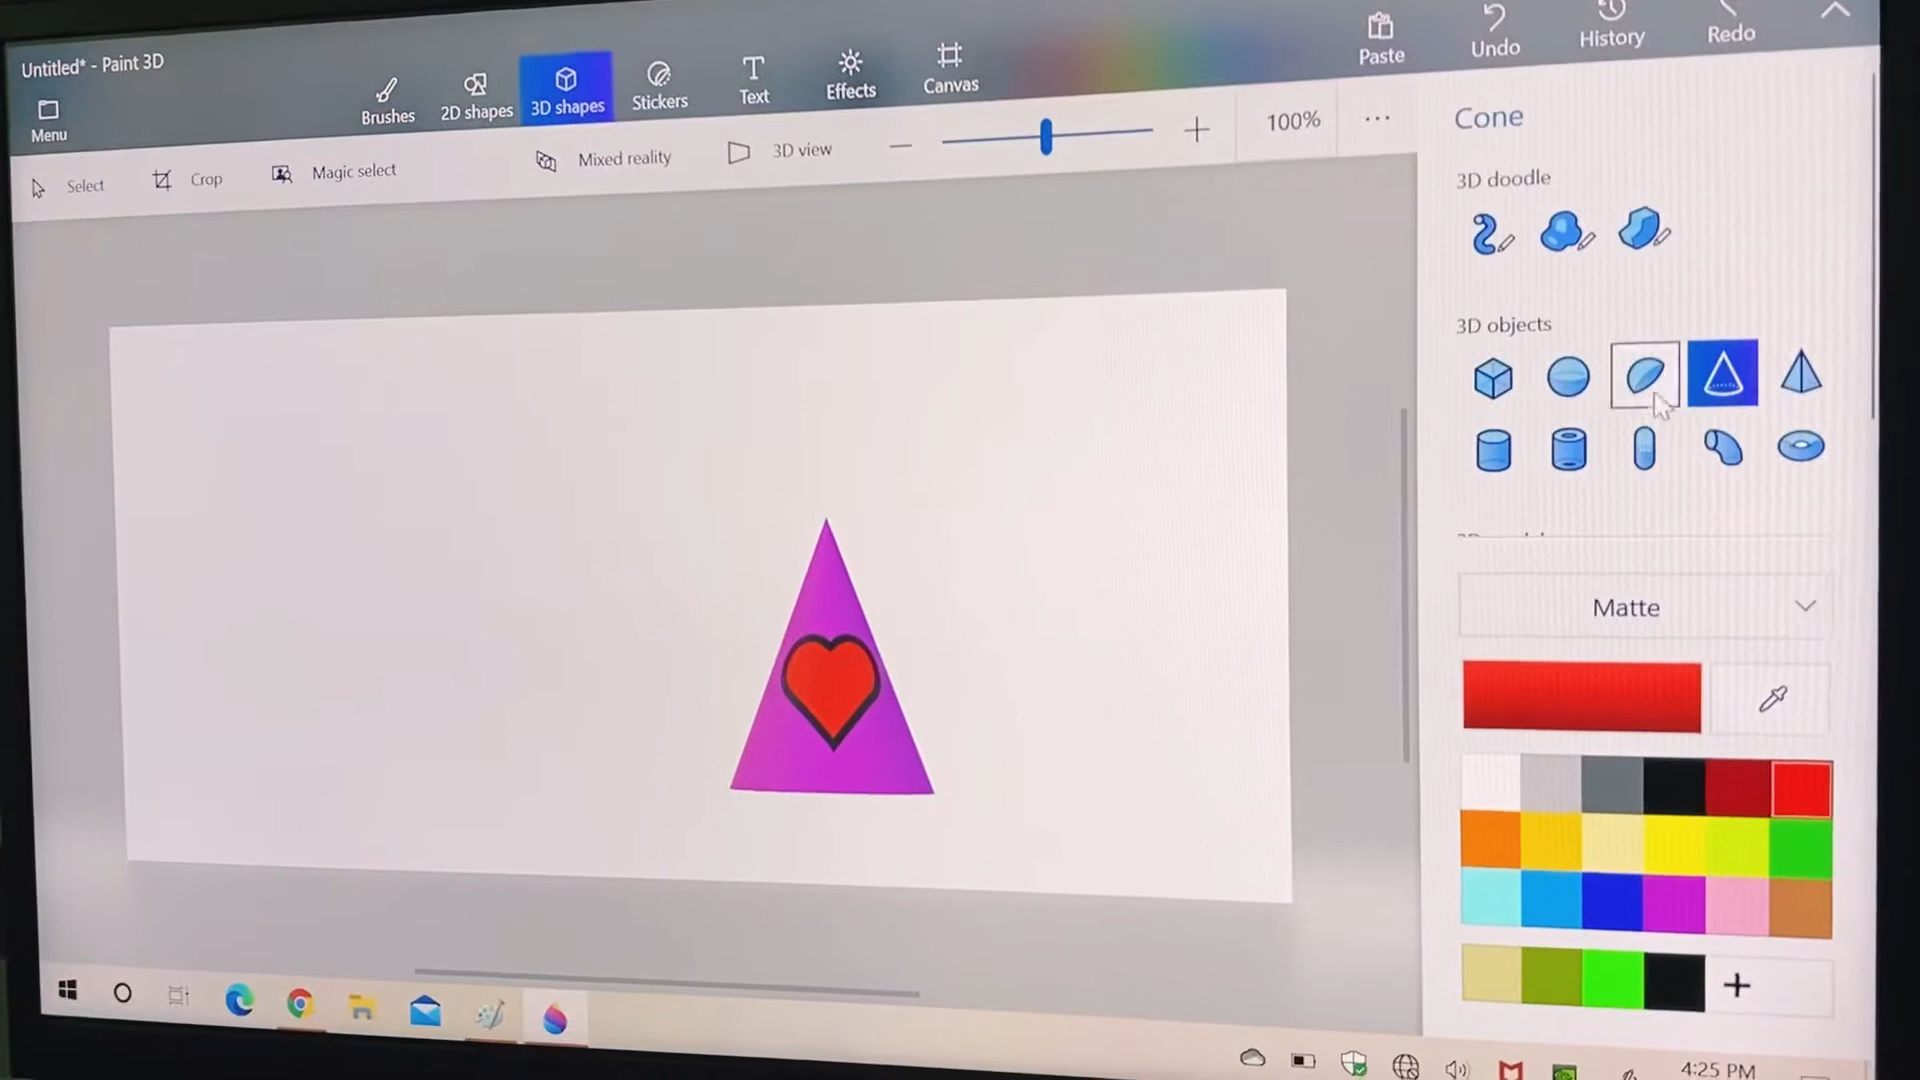 Untitled* - Paint 3D
Menu
Brushes
2D shapes
3D shapes
Stickers
Text
Effects
Canvas
Paste
Undo
History
Redo
Select
Crop
Magic select
Mixed reality
3D view
100%
Cone
3D doodle
3D objects
Matte
4:25 PM